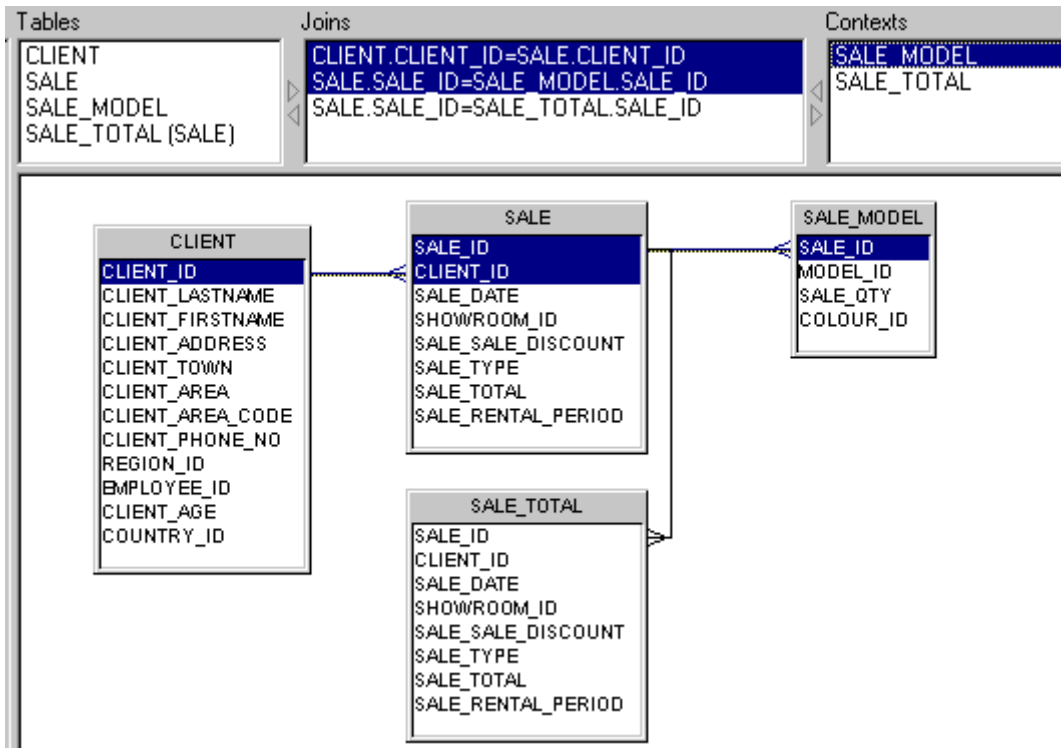 Tables
CLIENT
SALE
SALE_MODEL
SALE_TOTAL (SALE)
Joins
CLIENT.CLIENT_ID=SALE.CLIENT_ID
SALE.SALE_ID=SALE_MODEL.SALE_ID
SALE.SALE_ID=SALE_TOTAL.SALE_ID
Contexts
SALE_MODEL
SALE_TOTAL
CLIENT
CLIENT_ID
CLIENT_LASTNAME
CLIENT_FIRSTNAME
CLIENT_ADDRESS
CLIENT_TOWN
CLIENT_AREA
CLIENT_AREA_CODE
CLIENT_PHONE_NO
REGION_ID
EMPLOYEE_ID
CLIENT_AGE
COUNTRY_ID
SALE
SALE_ID
CLIENT_ID
SALE_DATE
SHOWROOM_ID
SALE_SALE_DISCOUNT
SALE_TYPE
SALE_TOTAL
SALE_RENTAL_PERIOD
SALE_MODEL
SALE_ID
MODEL_ID
SALE_QTY
COLOUR_ID
SALE_TOTAL
SALE_ID
CLIENT_ID
SALE_DATE
SHOWROOM_ID
SALE_SALE_DISCOUNT
SALE_TYPE
SALE_TOTAL
SALE_RENTAL_PERIOD